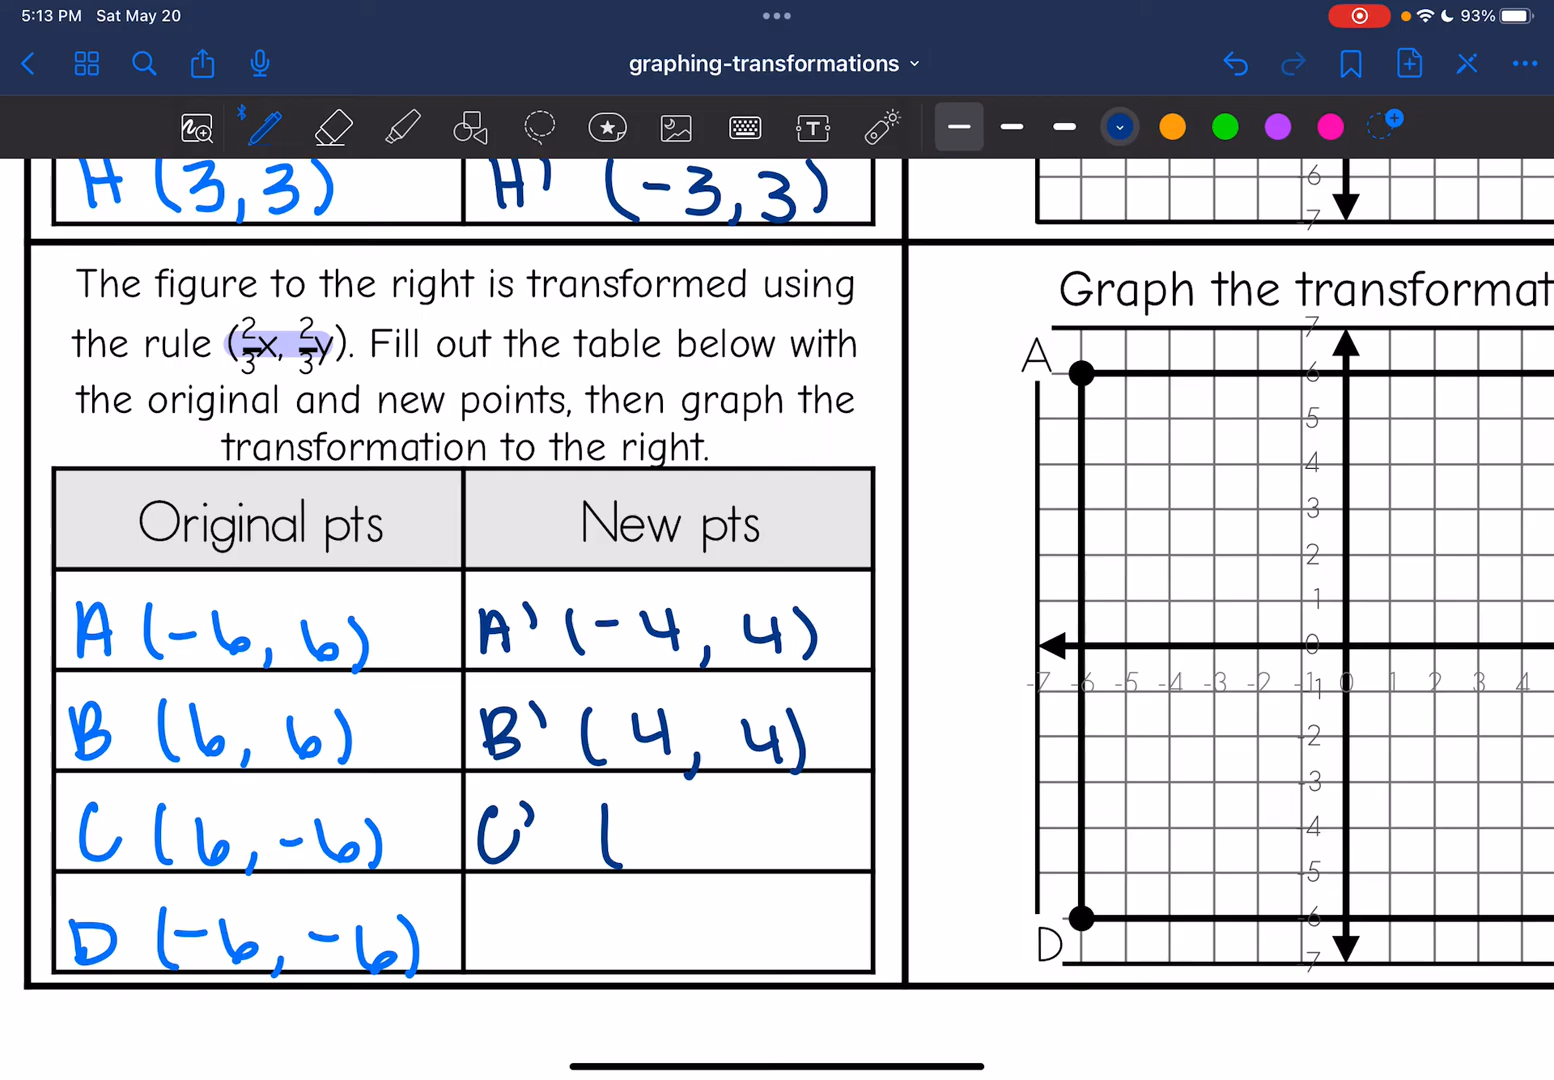 5:13 PM Sat May 20
93%
graphing-transformations
H (3, 3) H' (-3, 3)
The figure to the right is transformed using
the rule (2/3x, 2/3y). Fill out the table below with
the original and new points, then graph the
transformation to the right.
Original pts New pts
A (-6, 6) A' (-4, 4)
B (6, 6) B' (4, 4)
C (6, -6) C' (
D (-6, -6)
-6
-7
Graph the transformat
7
A
6
5
4
3
2
1
0
-7 -6 -5 -4 -3 -2 -1 0 1 2 3 4
-1
-2
-3
-4
-5
-6
D
-7
T